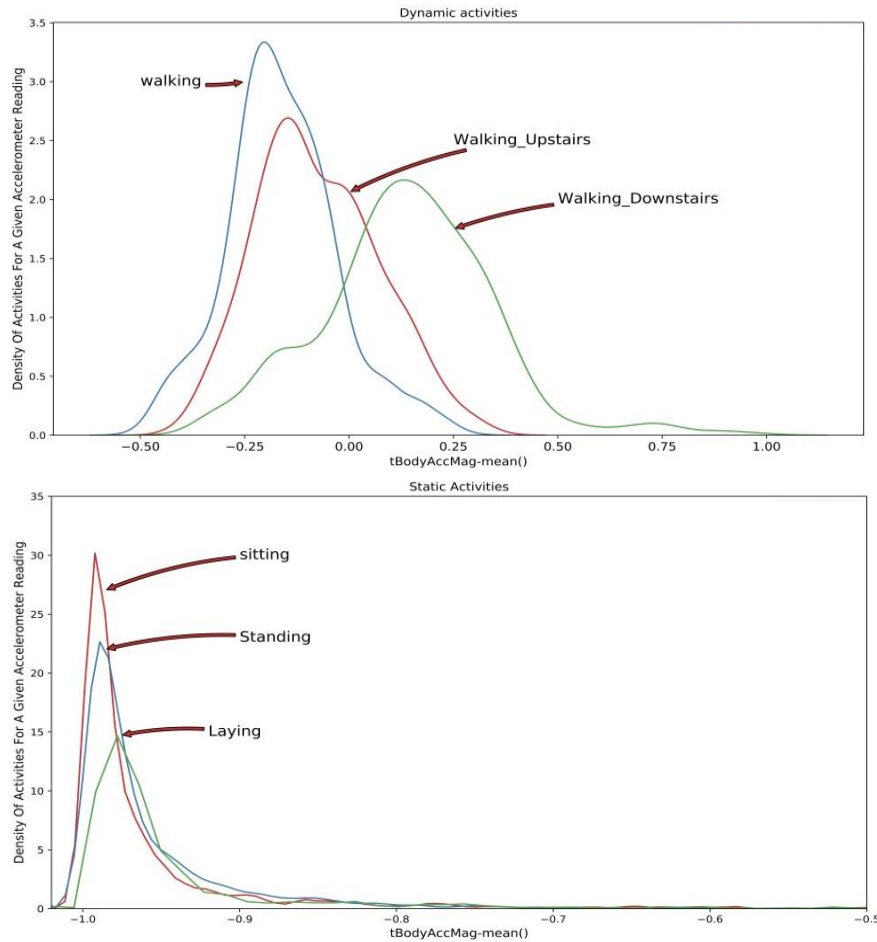 Dynamic activities
Density Of Activities For A Given Accelerometer Reading
3.5
3.0
2.5
2.0
1.5
1.0
0.5
0.0
walking
Walking_Upstairs
Walking_Downstairs
−0.50 −0.25 0.00 0.25 0.50 0.75 1.00
tBodyAccMag-mean()
Static Activities
Density Of Activities For A Given Accelerometer Reading
35
30
25
20
15
10
5
0
sitting
Standing
Laying
−1.0 −0.9 −0.8 −0.7 −0.6 −0.5
tBodyAccMag-mean()